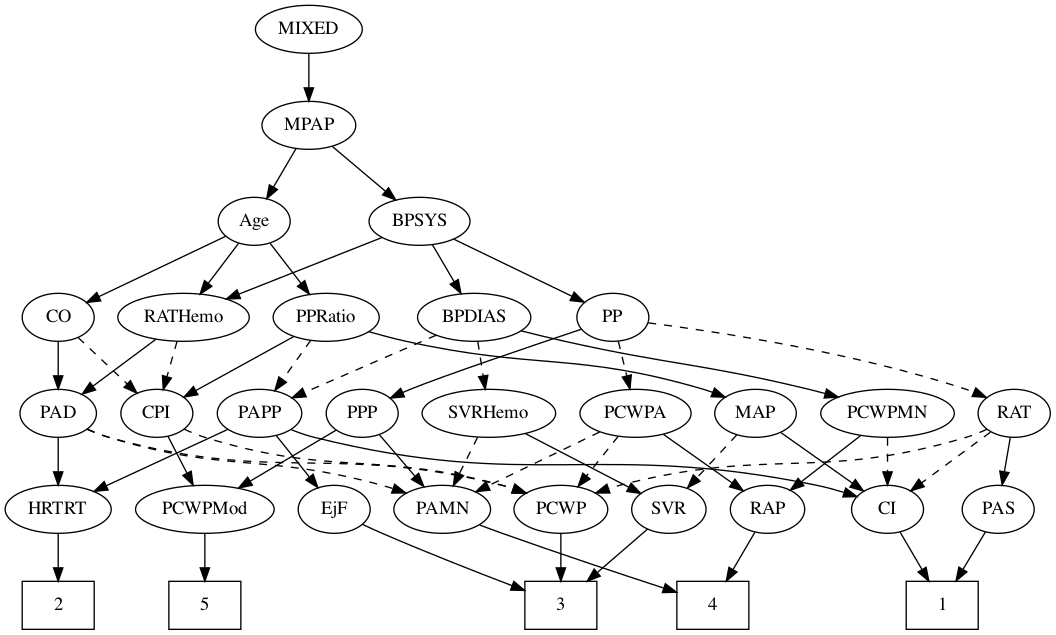 MIXED
MPAP
Age
BPSYS
CO
RATHemo
PPRatio
BPDIAS
PP
PAD
CPI
PAPP
PPP
SVRHemo
PCWPA
MAP
PCWPMN
RAT
HRTRT
PCWPMod
EjF
PAMN
PCWP
SVR
RAP
CI
PAS
2
5
3
4
1